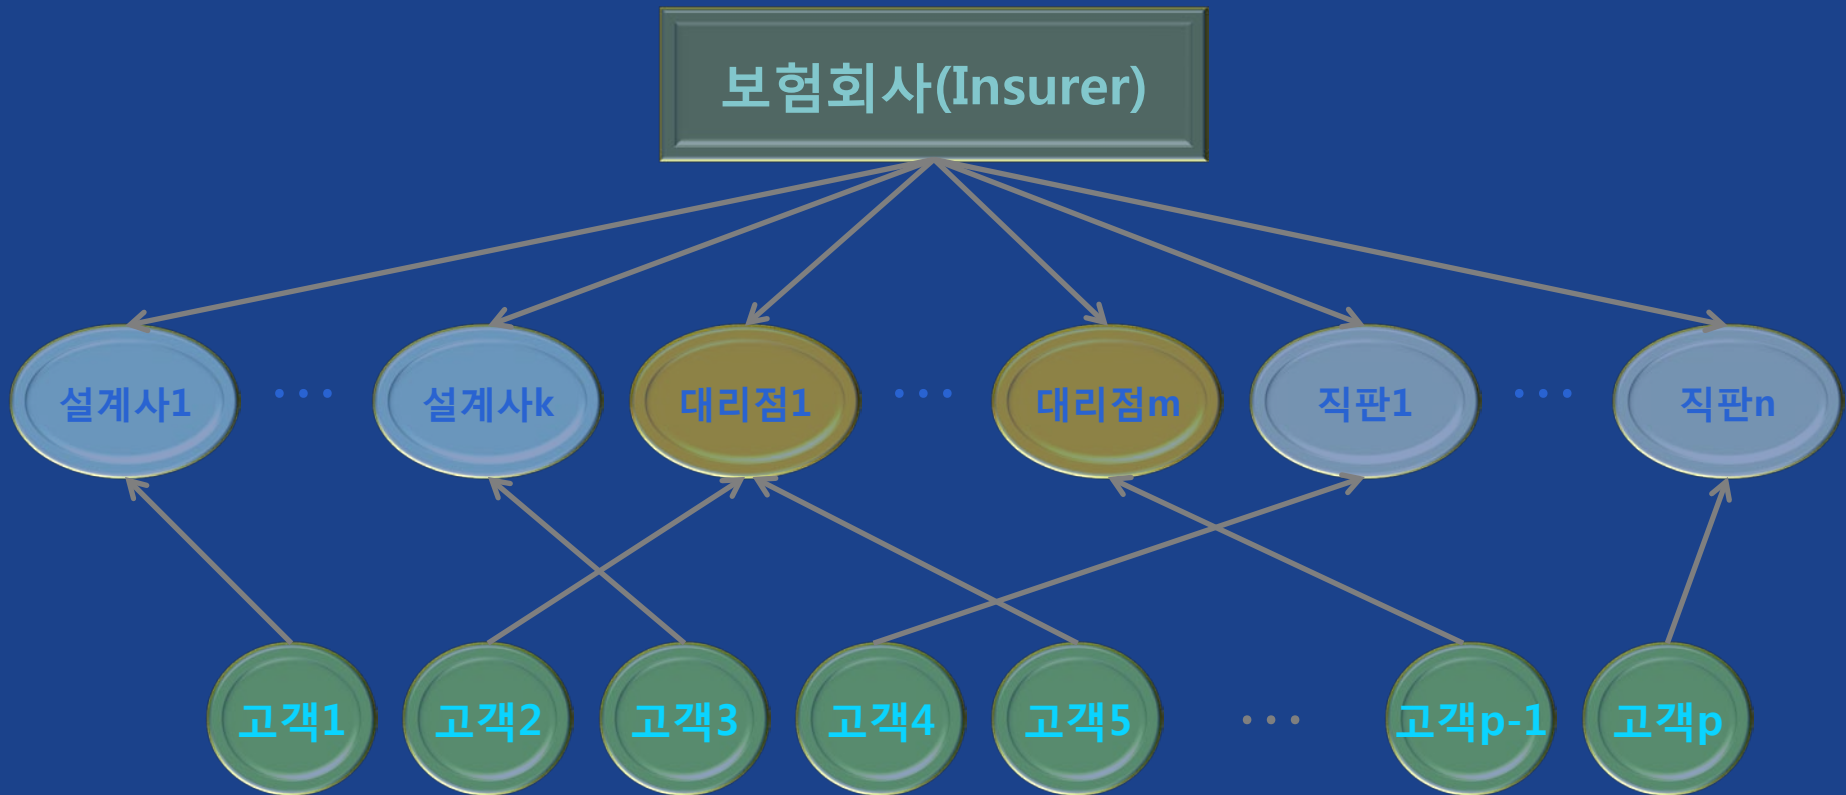 보험회사(Insurer)
설계사1
...
설계사k
대리점1
...
대리점m
직판1
...
직판n
고객1
고객2
고객3
고객4
고객5
...
고객p-1
고객p